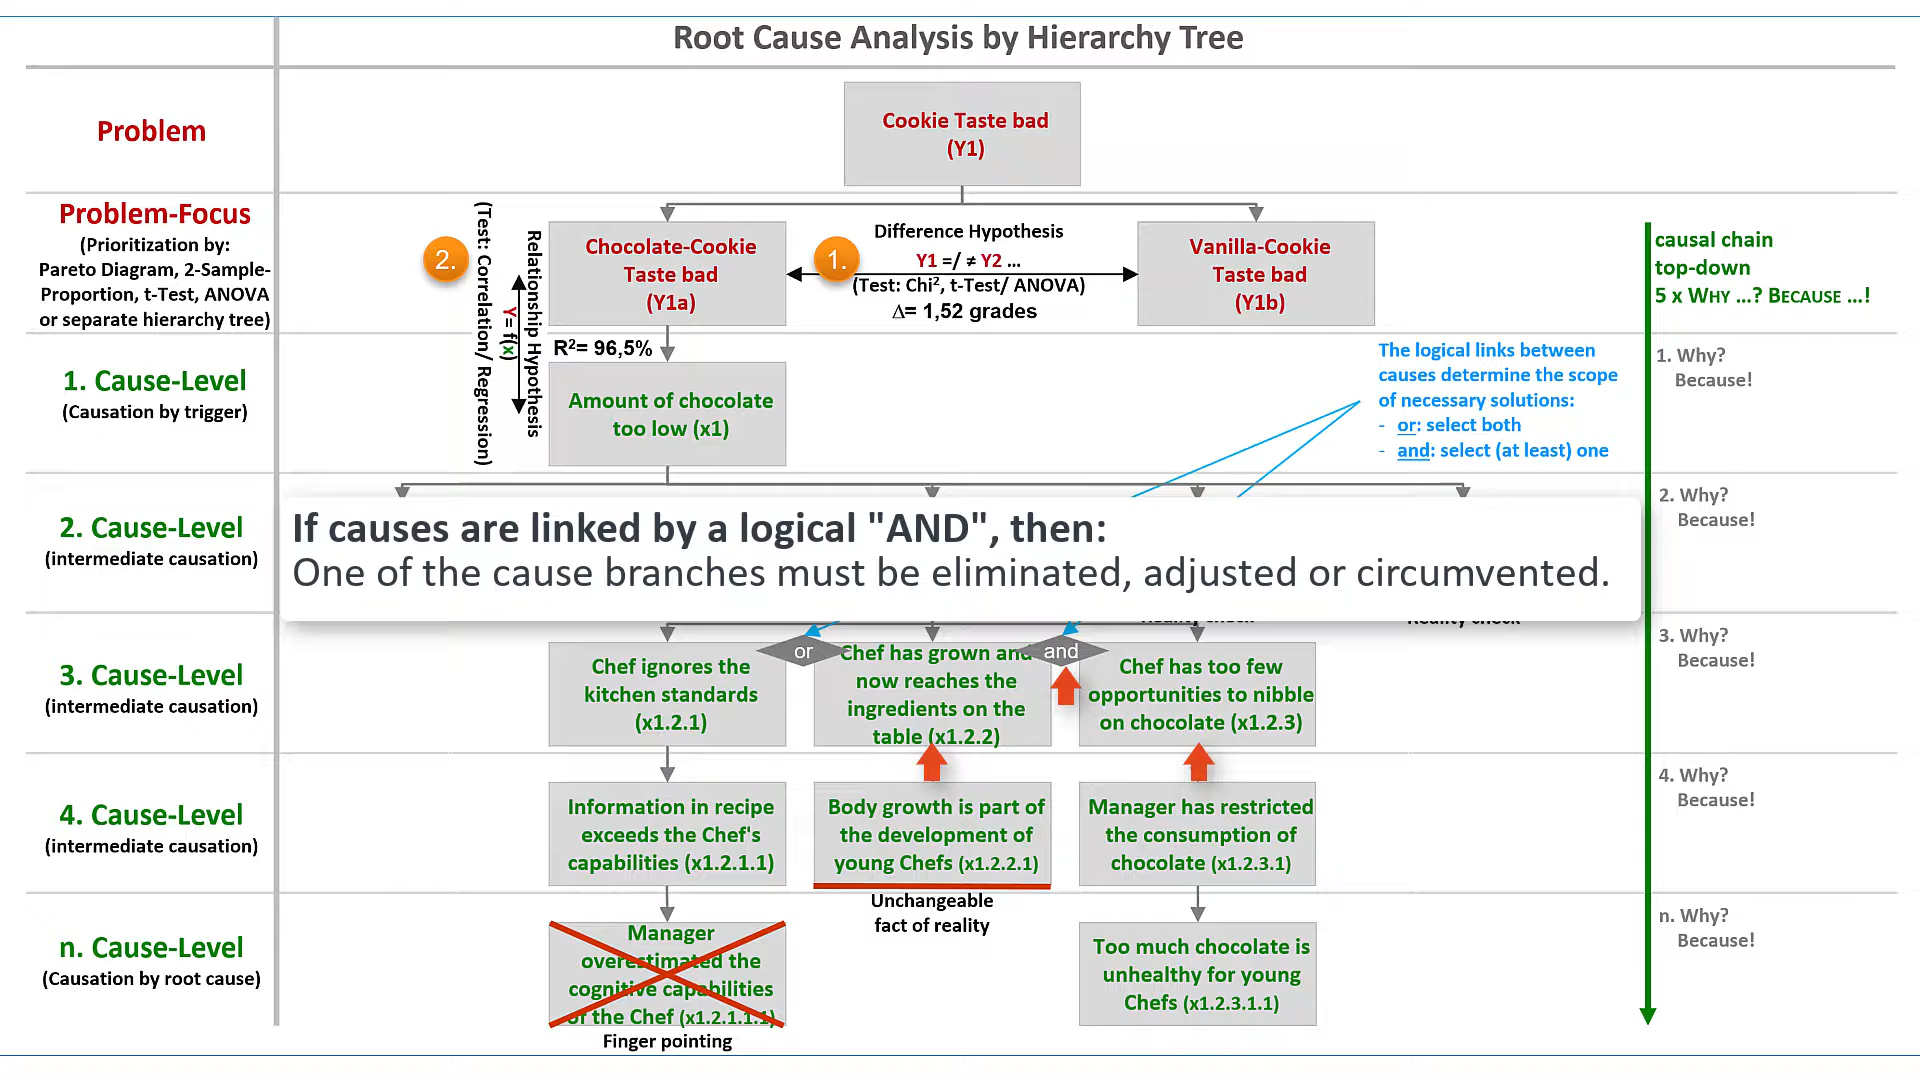 Root Cause Analysis by Hierarchy Tree
Problem
Cookie Taste bad
(Y1)
Problem-Focus
(Prioritization by:
Pareto Diagram, 2-Sample-
Proportion, t-Test, ANOVA
or separate hierarchy tree)
2.
(Test: Correlation/ Regression)
Y= f(x)
Relationship Hypothesis
Chocolate-Cookie
Taste bad
(Y1a)
1.
Difference Hypothesis
Y1 =/ ≠ Y2 ...
(Test: Chi², t-Test/ ANOVA)
Δ= 1,52 grades
Vanilla-Cookie
Taste bad
(Y1b)
causal chain
top-down
5 x WHY ...? BECAUSE ...!
1. Cause-Level
(Causation by trigger)
R²= 96,5%
Amount of chocolate
too low (x1)
The logical links between
causes determine the scope
of necessary solutions:
- or: select both
- and: select (at least) one
1. Why?
Because!
2. Cause-Level
(intermediate causation)
If causes are linked by a logical "AND", then:
One of the cause branches must be eliminated, adjusted or circumvented.
Reality check
Reality check
2. Why?
Because!
3. Cause-Level
(intermediate causation)
Chef ignores the
kitchen standards
(x1.2.1)
or
Chef has grown and
now reaches the
ingredients on the
table (x1.2.2)
and
Chef has too few
opportunities to nibble
on chocolate (x1.2.3)
3. Why?
Because!
4. Cause-Level
(intermediate causation)
Information in recipe
exceeds the Chef's
capabilities (x1.2.1.1)
Body growth is part of
the development of
young Chefs (x1.2.2.1)
Unchangeable
fact of reality
Manager has restricted
the consumption of
chocolate (x1.2.3.1)
4. Why?
Because!
n. Cause-Level
(Causation by root cause)
Manager
overestimated the
cognitive capabilities
of the Chef (x1.2.1.1.1)
Finger pointing
Too much chocolate is
unhealthy for young
Chefs (x1.2.3.1.1)
n. Why?
Because!